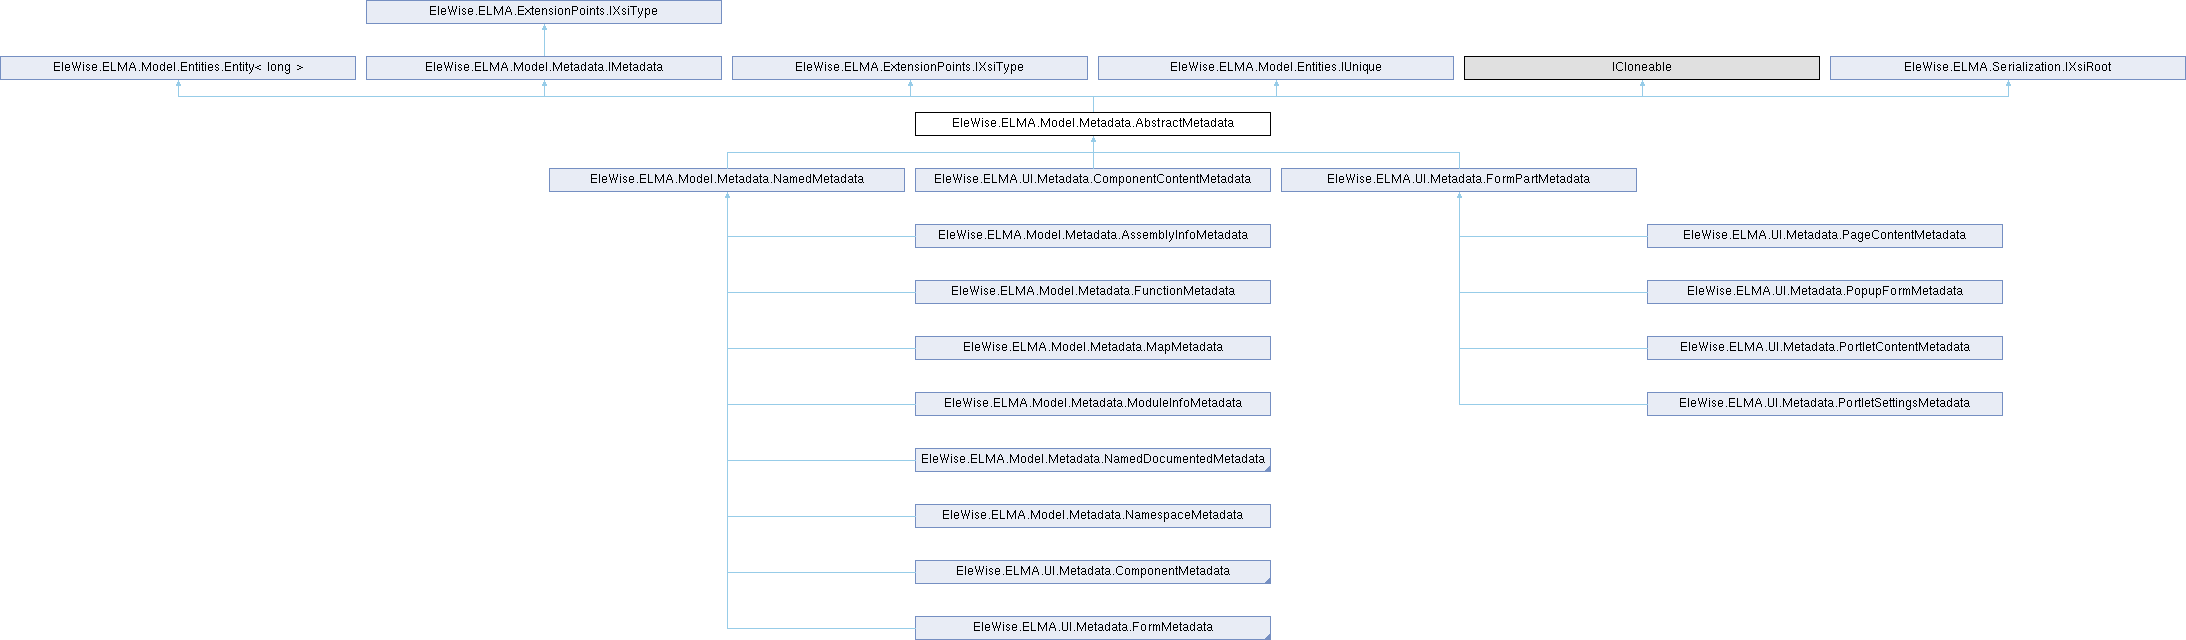 EleWise.ELMA.ExtensionPoints.IXsiType
EleWise.ELMA.Model.Entities.Entity< long >
EleWise.ELMA.Model.Metadata.IMetadata
EleWise.ELMA.ExtensionPoints.IXsiType
EleWise.ELMA.Model.Entities.IUnique
ICloneable
EleWise.ELMA.Serialization.IXsiRoot
EleWise.ELMA.Model.Metadata.AbstractMetadata
EleWise.ELMA.Model.Metadata.NamedMetadata
EleWise.ELMA.UI.Metadata.ComponentContentMetadata
EleWise.ELMA.UI.Metadata.FormPartMetadata
EleWise.ELMA.Model.Metadata.AssemblyInfoMetadata
EleWise.ELMA.UI.Metadata.PageContentMetadata
EleWise.ELMA.Model.Metadata.FunctionMetadata
EleWise.ELMA.UI.Metadata.PopupFormMetadata
EleWise.ELMA.Model.Metadata.MapMetadata
EleWise.ELMA.UI.Metadata.PortletContentMetadata
EleWise.ELMA.Model.Metadata.ModuleInfoMetadata
EleWise.ELMA.UI.Metadata.PortletSettingsMetadata
EleWise.ELMA.Model.Metadata.NamedDocumentedMetadata
EleWise.ELMA.Model.Metadata.NamespaceMetadata
EleWise.ELMA.UI.Metadata.ComponentMetadata
EleWise.ELMA.UI.Metadata.FormMetadata